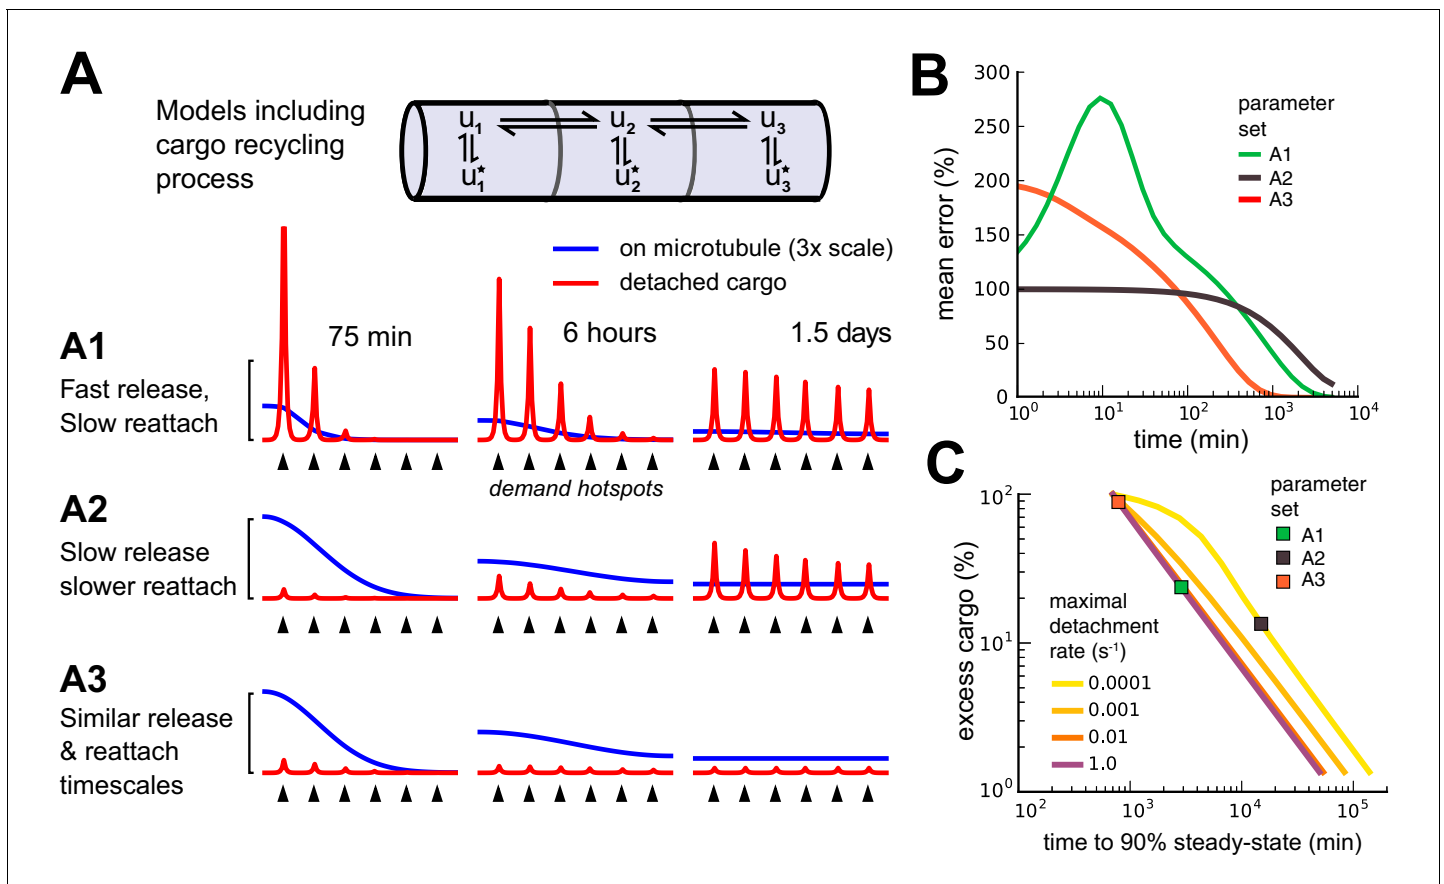 A
Models including
cargo recycling
process
u1 u2 u3
u1* u2* u3*
on microtubule (3x scale)
detached cargo
75 min
6 hours
1.5 days
A1
Fast release,
Slow reattach
demand hotspots
A2
Slow release
slower reattach
A3
Similar release
& reattach
timescales
B
mean error (%)
300
250
200
150
100
50
0
10^0 10^1 10^2 10^3 10^4
time (min)
parameter
set
A1
A2
A3
C
excess cargo (%)
10^2
10^1
10^0
10^2 10^3 10^4 10^5
time to 90% steady-state (min)
parameter
set
A1
A2
A3
maximal
detachment
rate (s^-1)
0.0001
0.001
0.01
1.0